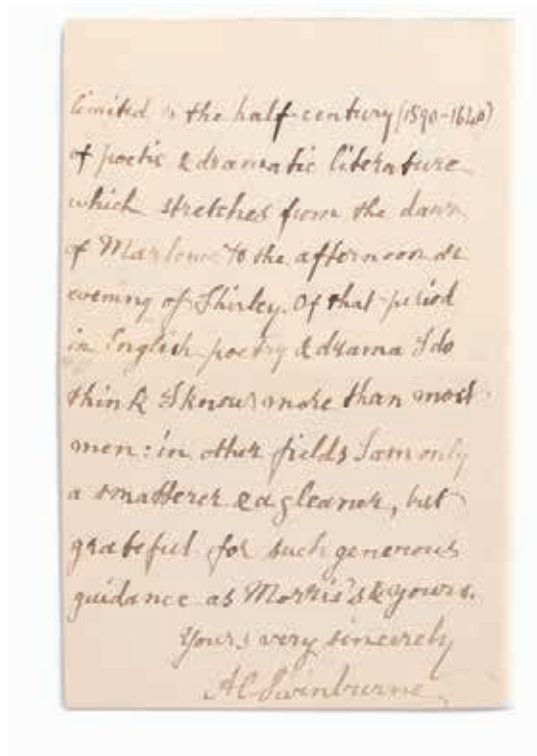 limited to the half-century (1590-1640)
of poetic & dramatic literature
which stretches from the dawn
of Marlowe to the afternoon or
evening of Shirley. Of that period
in English poetry & drama I do
think I know more than most
men: in other fields I am only
a smatterer & a gleaner, but
grateful for such generous
guidance as Morris's & yours.
Yours very sincerely
A C Swinburne